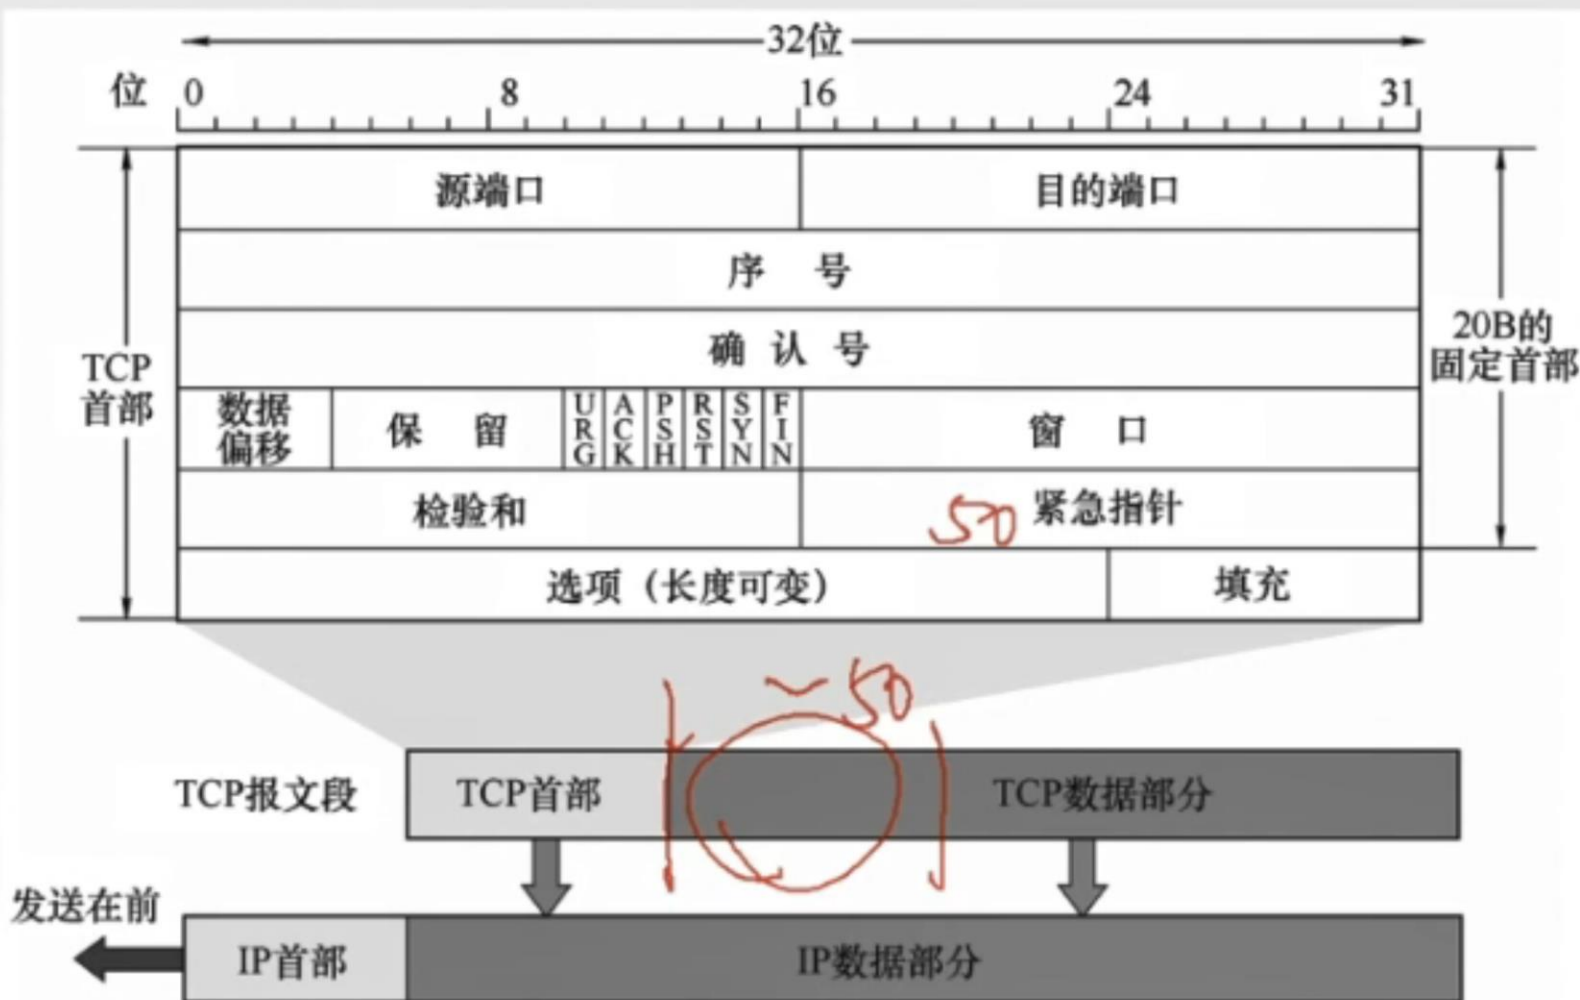 32位
位 0 8 16 24 31
源端口 目的端口
序 号
确 认 号
TCP首部
20B的固定首部
数据偏移 保 留 URG ACK PSH RST SYN FIN 窗 口
检验和 50 紧急指针
选项（长度可变） 填充
~50
TCP报文段 TCP首部 TCP数据部分
发送在前
IP首部 IP数据部分